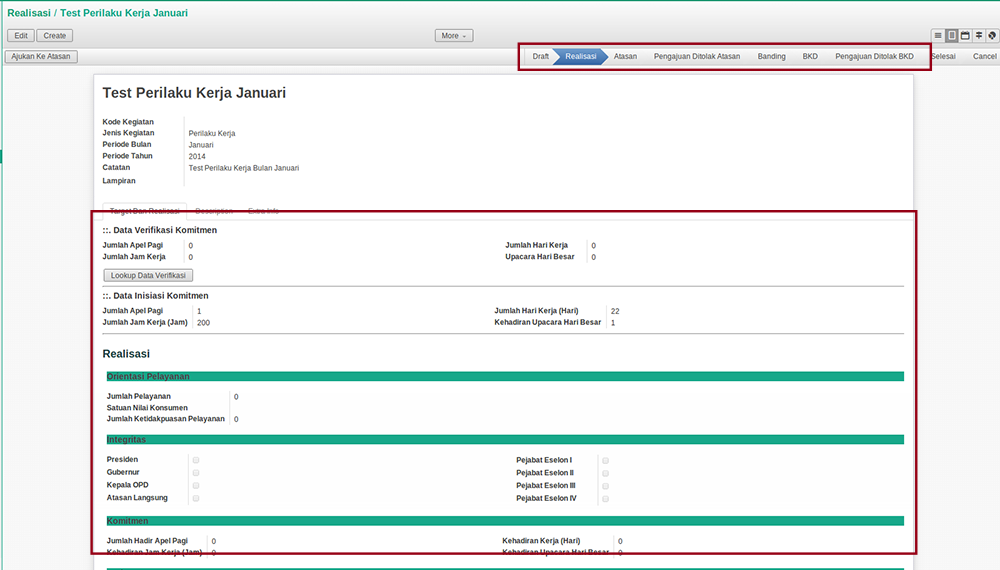 Realisasi / Test Perilaku Kerja Januari
Edit Create More
Ajukan Ke Atasan Draft Realisasi Atasan Pengajuan Ditolak Atasan Banding BKD Pengajuan Ditolak BKD Selesai Cancel
Test Perilaku Kerja Januari
Kode Kegiatan
Jenis Kegiatan Perilaku Kerja
Periode Bulan Januari
Periode Tahun 2014
Catatan Test Perilaku Kerja Bulan Januari
Lampiran
Target Dan Realisasi Description Extra Info
::. Data Verifikasi Komitmen
Jumlah Apel Pagi 0 Jumlah Hari Kerja 0
Jumlah Jam Kerja 0 Upacara Hari Besar 0
Lookup Data Verifikasi
::. Data Inisiasi Komitmen
Jumlah Apel Pagi 1 Jumlah Hari Kerja (Hari) 22
Jumlah Jam Kerja (Jam) 200 Kehadiran Upacara Hari Besar 1
Realisasi
Orientasi Pelayanan
Jumlah Pelayanan 0
Satuan Nilai Konsumen
Jumlah Ketidakpuasan Pelayanan 0
Integritas
Presiden Pejabat Eselon I
Gubernur Pejabat Eselon II
Kepala OPD Pejabat Eselon III
Atasan Langsung Pejabat Eselon IV
Komitmen
Jumlah Hadir Apel Pagi 0 Kehadiran Kerja (Hari) 0
Kehadiran Jam Kerja (Jam) 0 Kehadiran Upacara Hari Besar 0